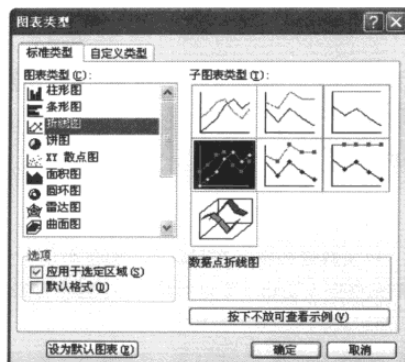 图表类型
标准类型 自定义类型
图表类型(C):
柱形图
条形图
折线图
饼图
XY 散点图
面积图
圆环图
雷达图
曲面图
子图表类型(T):
选项
应用于选定区域(S)
默认格式(D)
数据点折线图
按下不放可查看示例(V)
设为默认图表(E)
确定
取消